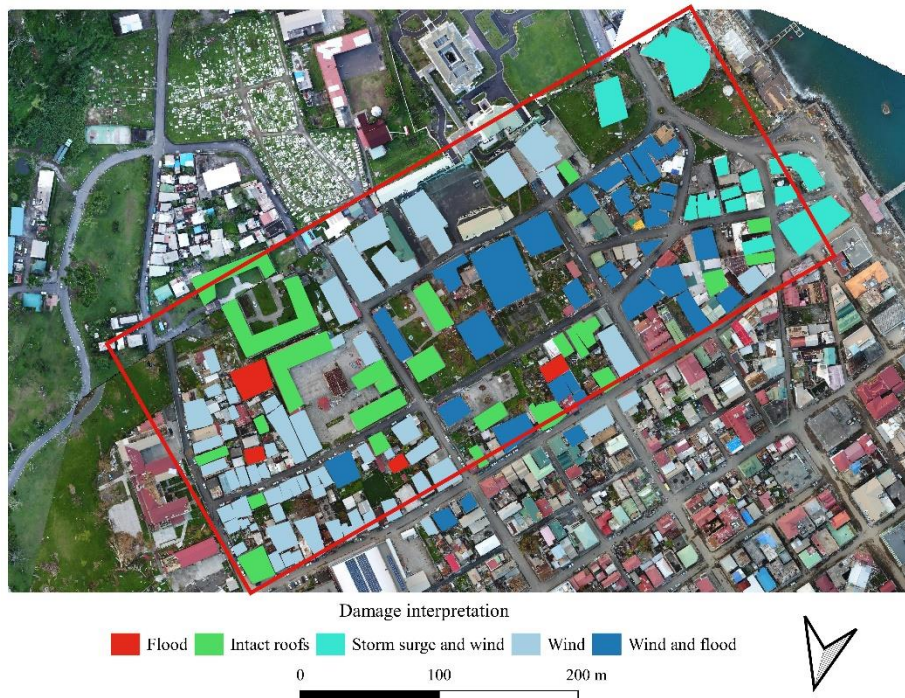 Damage interpretation
Flood Intact roofs Storm surge and wind Wind Wind and flood
0 100 200 m